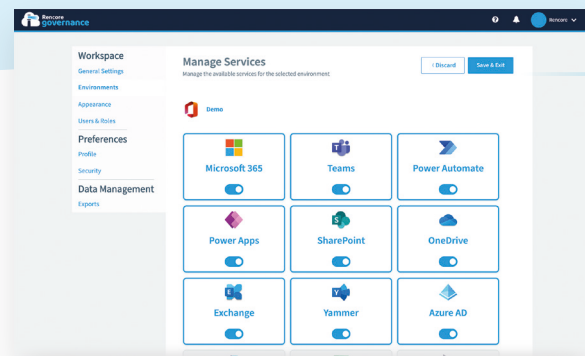 Rencore
governance
Rencore
Workspace
General Settings
Environments
Appearance
Users & Roles
Preferences
Profile
Security
Data Management
Exports
Manage Services
Manage the available services for the selected environment
Discard
Save & Exit
Demo
Microsoft 365
Teams
Power Automate
Power Apps
SharePoint
OneDrive
Exchange
Yammer
Azure AD